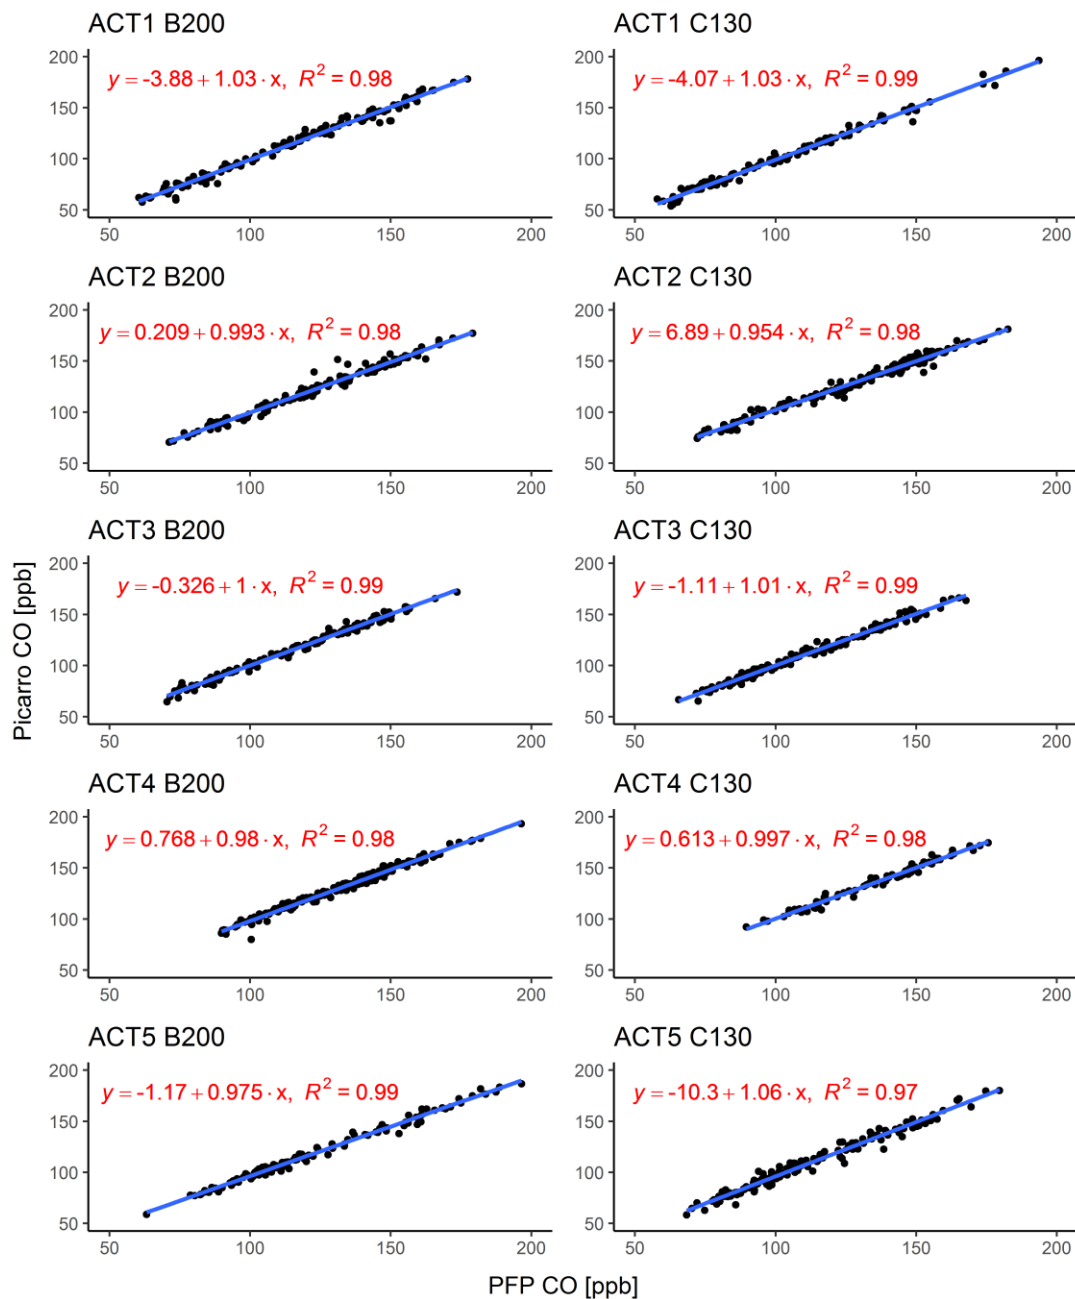 ACT1 B200
ACT1 C130
y = -3.88 + 1.03 · x, R² = 0.98
y = -4.07 + 1.03 · x, R² = 0.99
200
150
100
50
50 100 150 200
200
150
100
50
50 100 150 200
ACT2 B200
ACT2 C130
y = 0.209 + 0.993 · x, R² = 0.98
y = 6.89 + 0.954 · x, R² = 0.98
200
150
100
50
50 100 150 200
200
150
100
50
50 100 150 200
ACT3 B200
ACT3 C130
y = -0.326 + 1 · x, R² = 0.99
y = -1.11 + 1.01 · x, R² = 0.99
200
150
100
50
50 100 150 200
200
150
100
50
50 100 150 200
Picarro CO [ppb]
ACT4 B200
ACT4 C130
y = 0.768 + 0.98 · x, R² = 0.98
y = 0.613 + 0.997 · x, R² = 0.98
200
150
100
50
50 100 150 200
200
150
100
50
50 100 150 200
ACT5 B200
ACT5 C130
y = -1.17 + 0.975 · x, R² = 0.99
y = -10.3 + 1.06 · x, R² = 0.97
200
150
100
50
50 100 150 200
200
150
100
50
50 100 150 200
PFP CO [ppb]